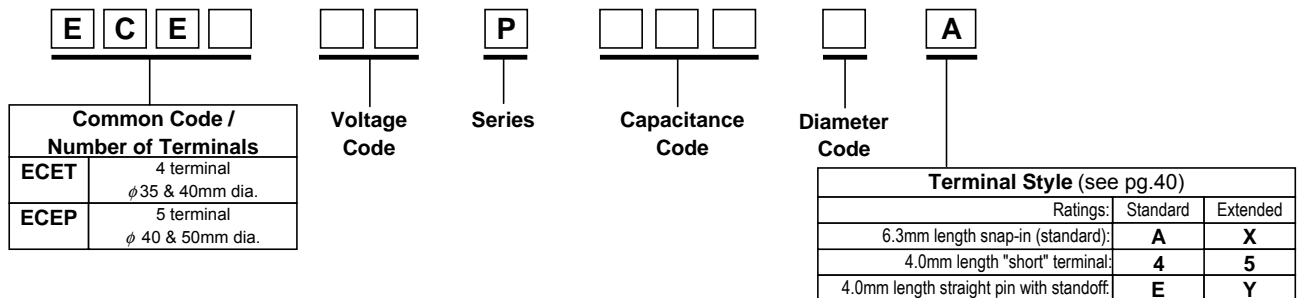 E C E P A
Common Code /
Number of Terminals
ECET 4 terminal
ϕ35 & 40mm dia.
ECEP 5 terminal
ϕ 40 & 50mm dia.
Voltage
Code
Series
Capacitance
Code
Diameter
Code
Terminal Style (see pg.40)
Ratings: Standard Extended
6.3mm length snap-in (standard): A X
4.0mm length "short" terminal: 4 5
4.0mm length straight pin with standoff: E Y